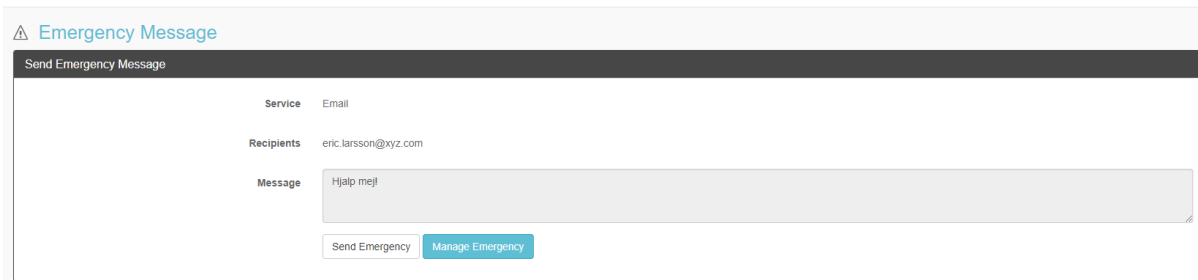 Emergency Message
Send Emergency Message
Service Email
Recipients eric.larsson@xyz.com
Message Hjalp mej!
Send Emergency Manage Emergency